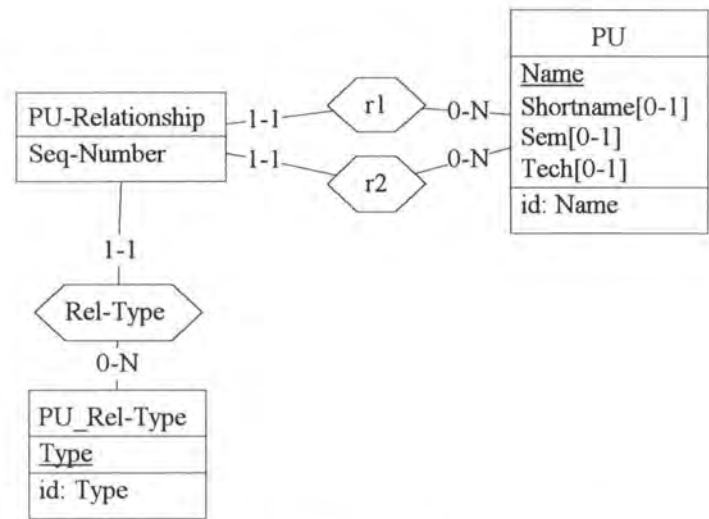 PU
Name
Shortname[0-1]
Sem[0-1]
Tech[0-1]
id: Name
PU-Relationship
Seq-Number
1-1
r1
0-N
1-1
r2
0-N
1-1
Rel-Type
0-N
PU_Rel-Type
Type
id: Type